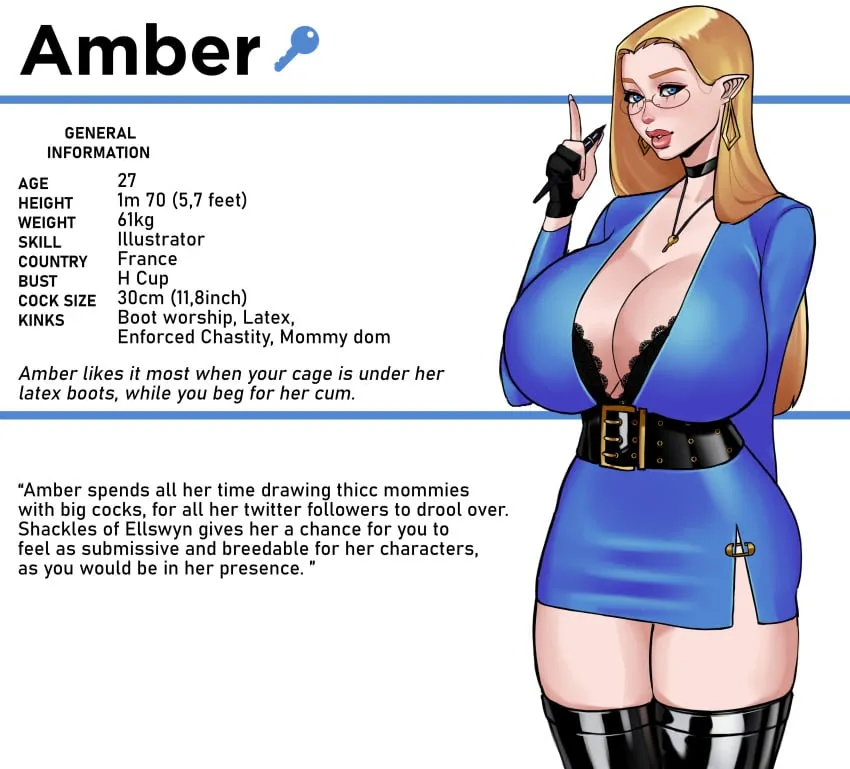 Amber
GENERAL
INFORMATION
AGE 27
HEIGHT 1m 70 (5,7 feet)
WEIGHT 61kg
SKILL Illustrator
COUNTRY France
BUST H Cup
COCK SIZE 30cm (11,8inch)
KINKS Boot worship, Latex,
Enforced Chastity, Mommy dom
Amber likes it most when your cage is under her
latex boots, while you beg for her cum.
“Amber spends all her time drawing thicc mommies
with big cocks, for all her twitter followers to drool over.
Shackles of Ellswyn gives her a chance for you to
feel as submissive and breedable for her characters,
as you would be in her presence. ”